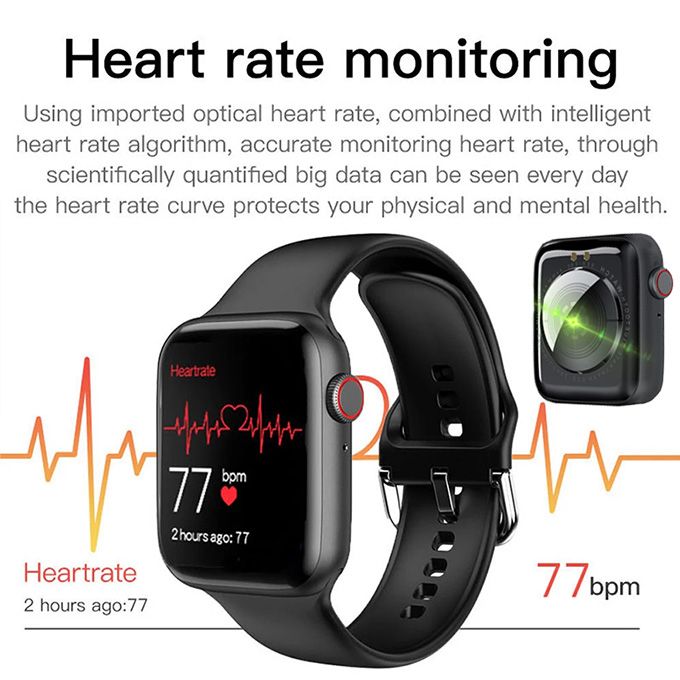 Heart rate monitoring
Using imported optical heart rate, combined with intelligent
heart rate algorithm, accurate monitoring heart rate, through
scientifically quantified big data can be seen every day
the heart rate curve protects your physical and mental health.
Heartrate
77 bpm
2 hours ago: 77
Heartrate
2 hours ago:77
77bpm